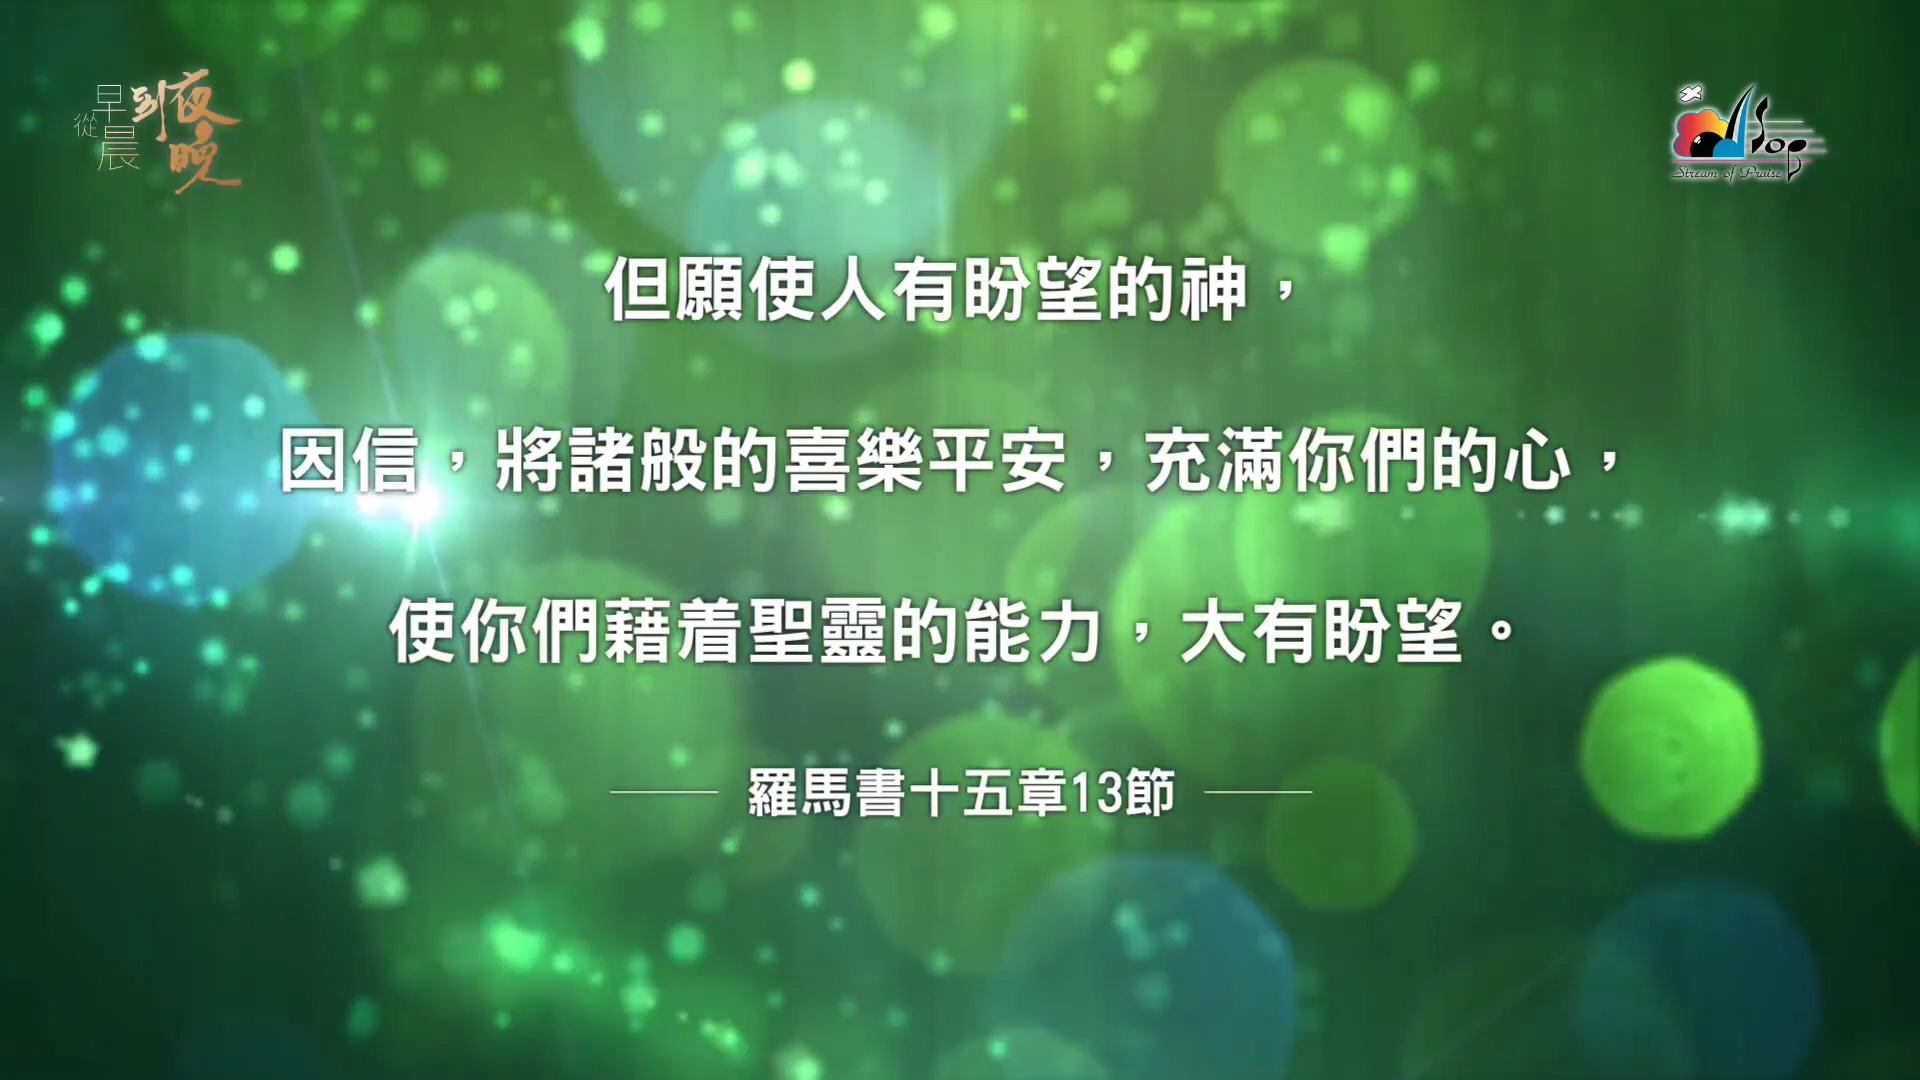 從早晨到夜晚
SOP
Stream of Praise
但願使人有盼望的神，
因信，將諸般的喜樂平安，充滿你們的心，
使你們藉着聖靈的能力，大有盼望。
羅馬書十五章13節